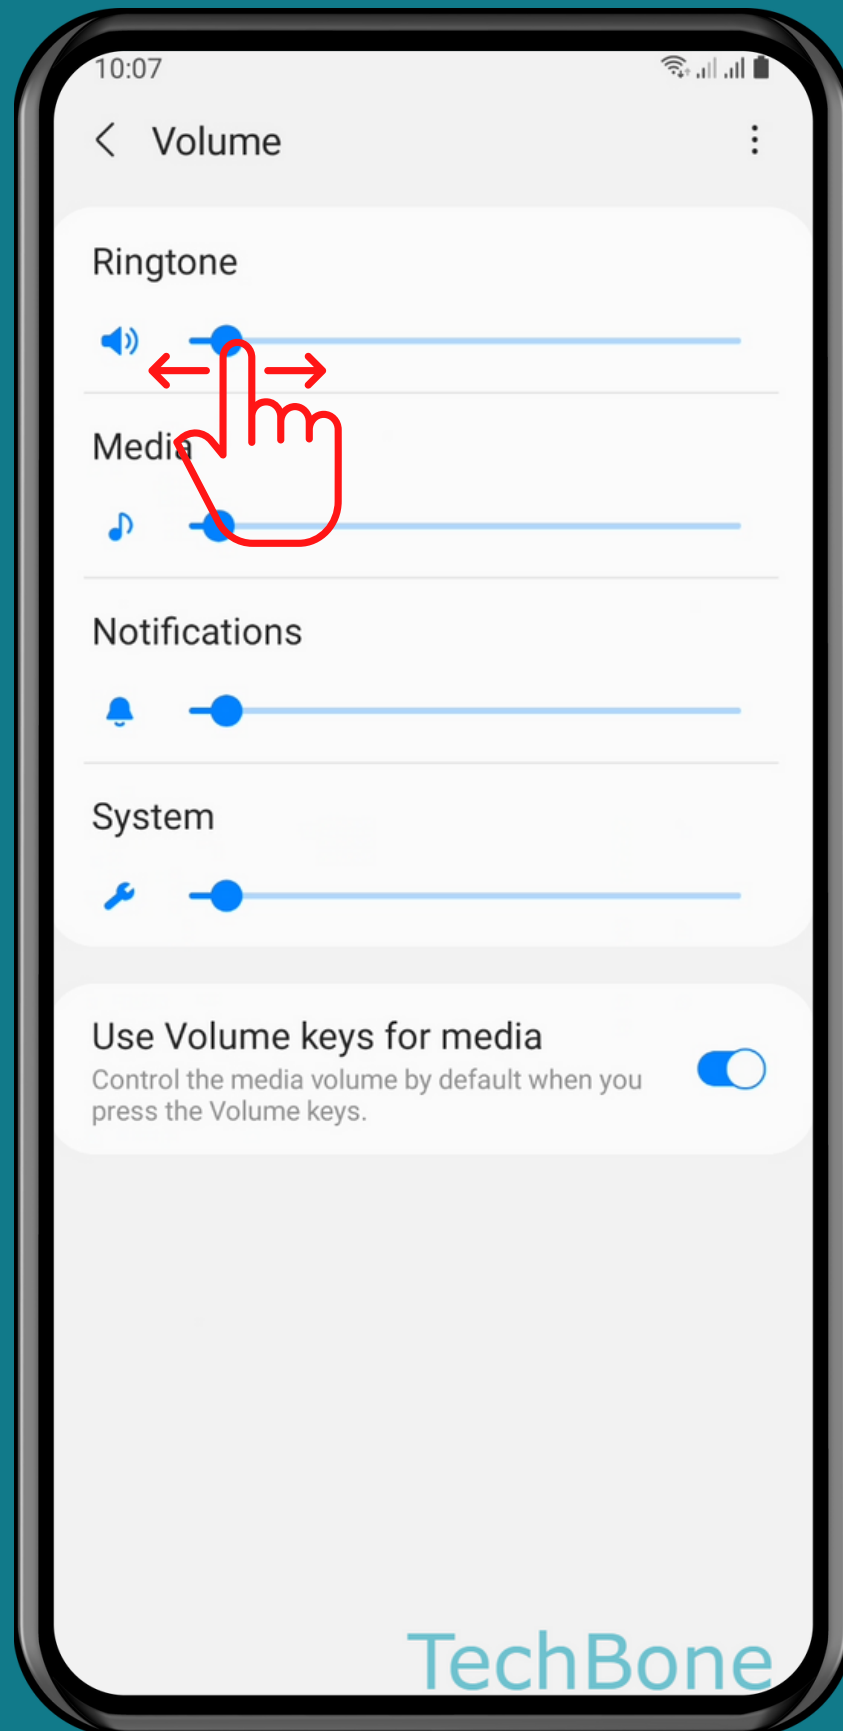 10:07
Volume
Ringtone
Media
Notifications
System
Use Volume keys for media
Control the media volume by default when you
press the Volume keys.
TechBone